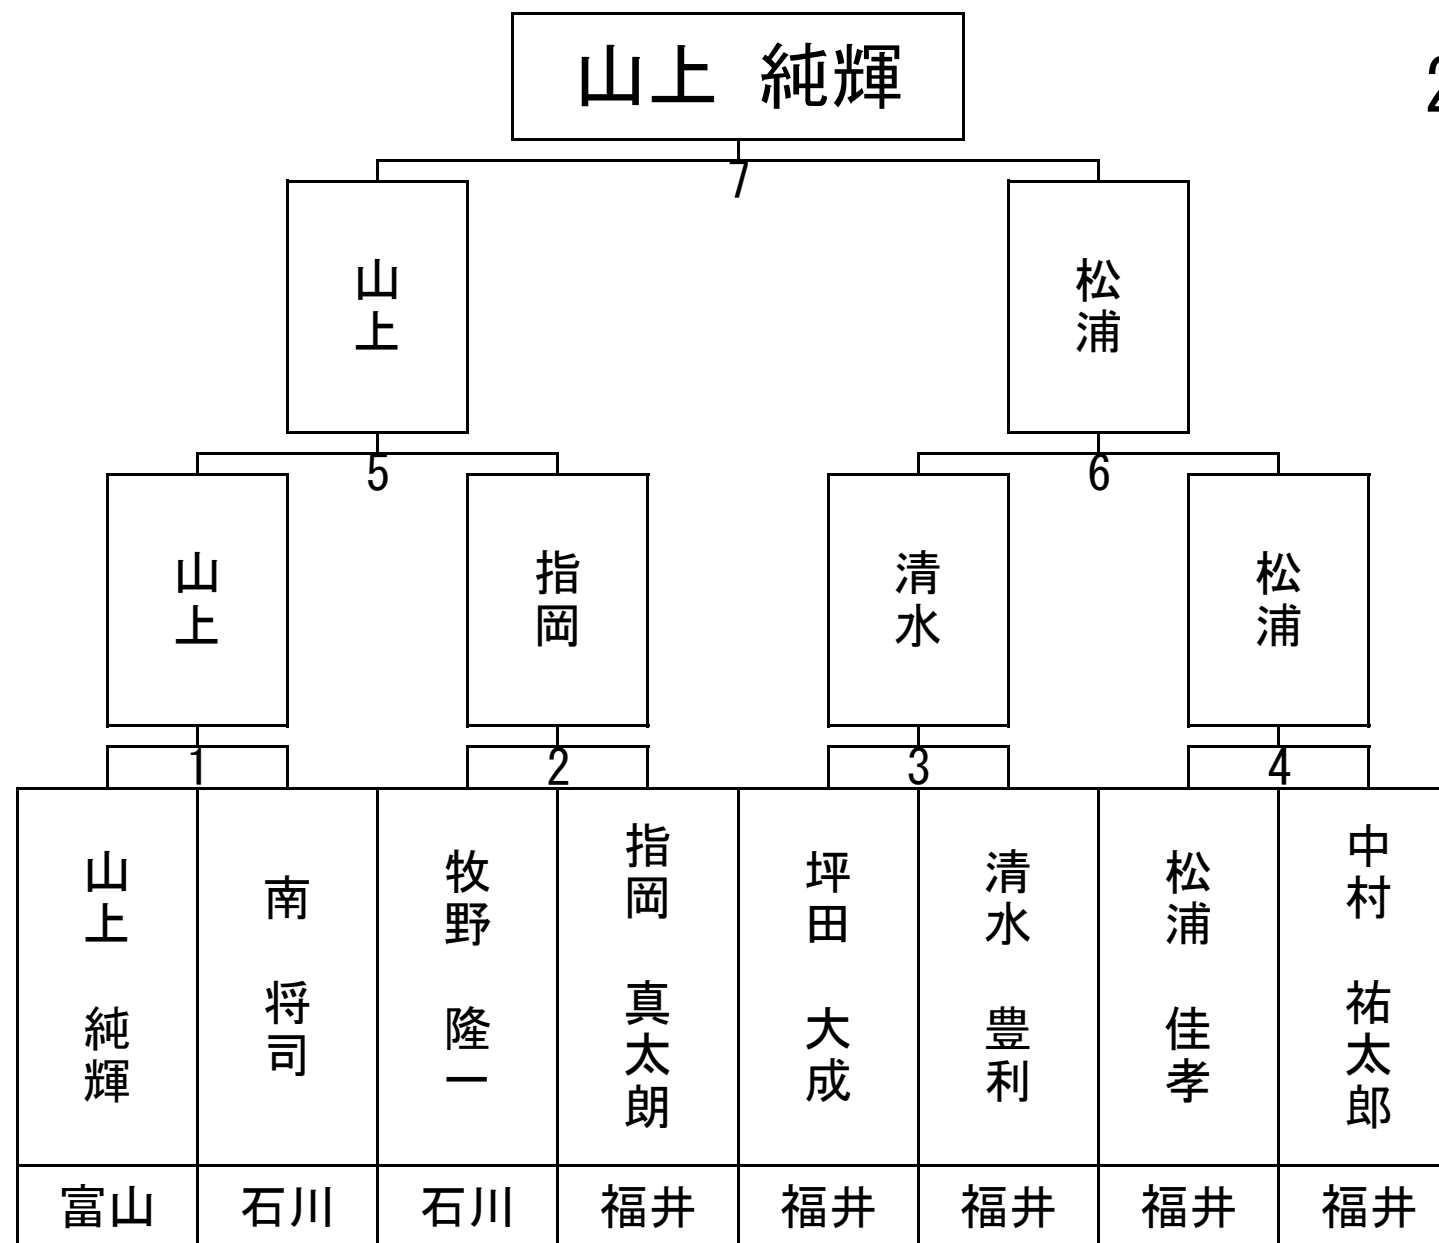 山上 純輝
2
7
山上
松浦
5
6
山上
指岡
清水
松浦
1
2
3
4
山上 純輝
南 将司
牧野 隆一
指岡 真太朗
坪田 大成
清水 豊利
松浦 佳孝
中村 祐太郎
富山
石川
石川
福井
福井
福井
福井
福井